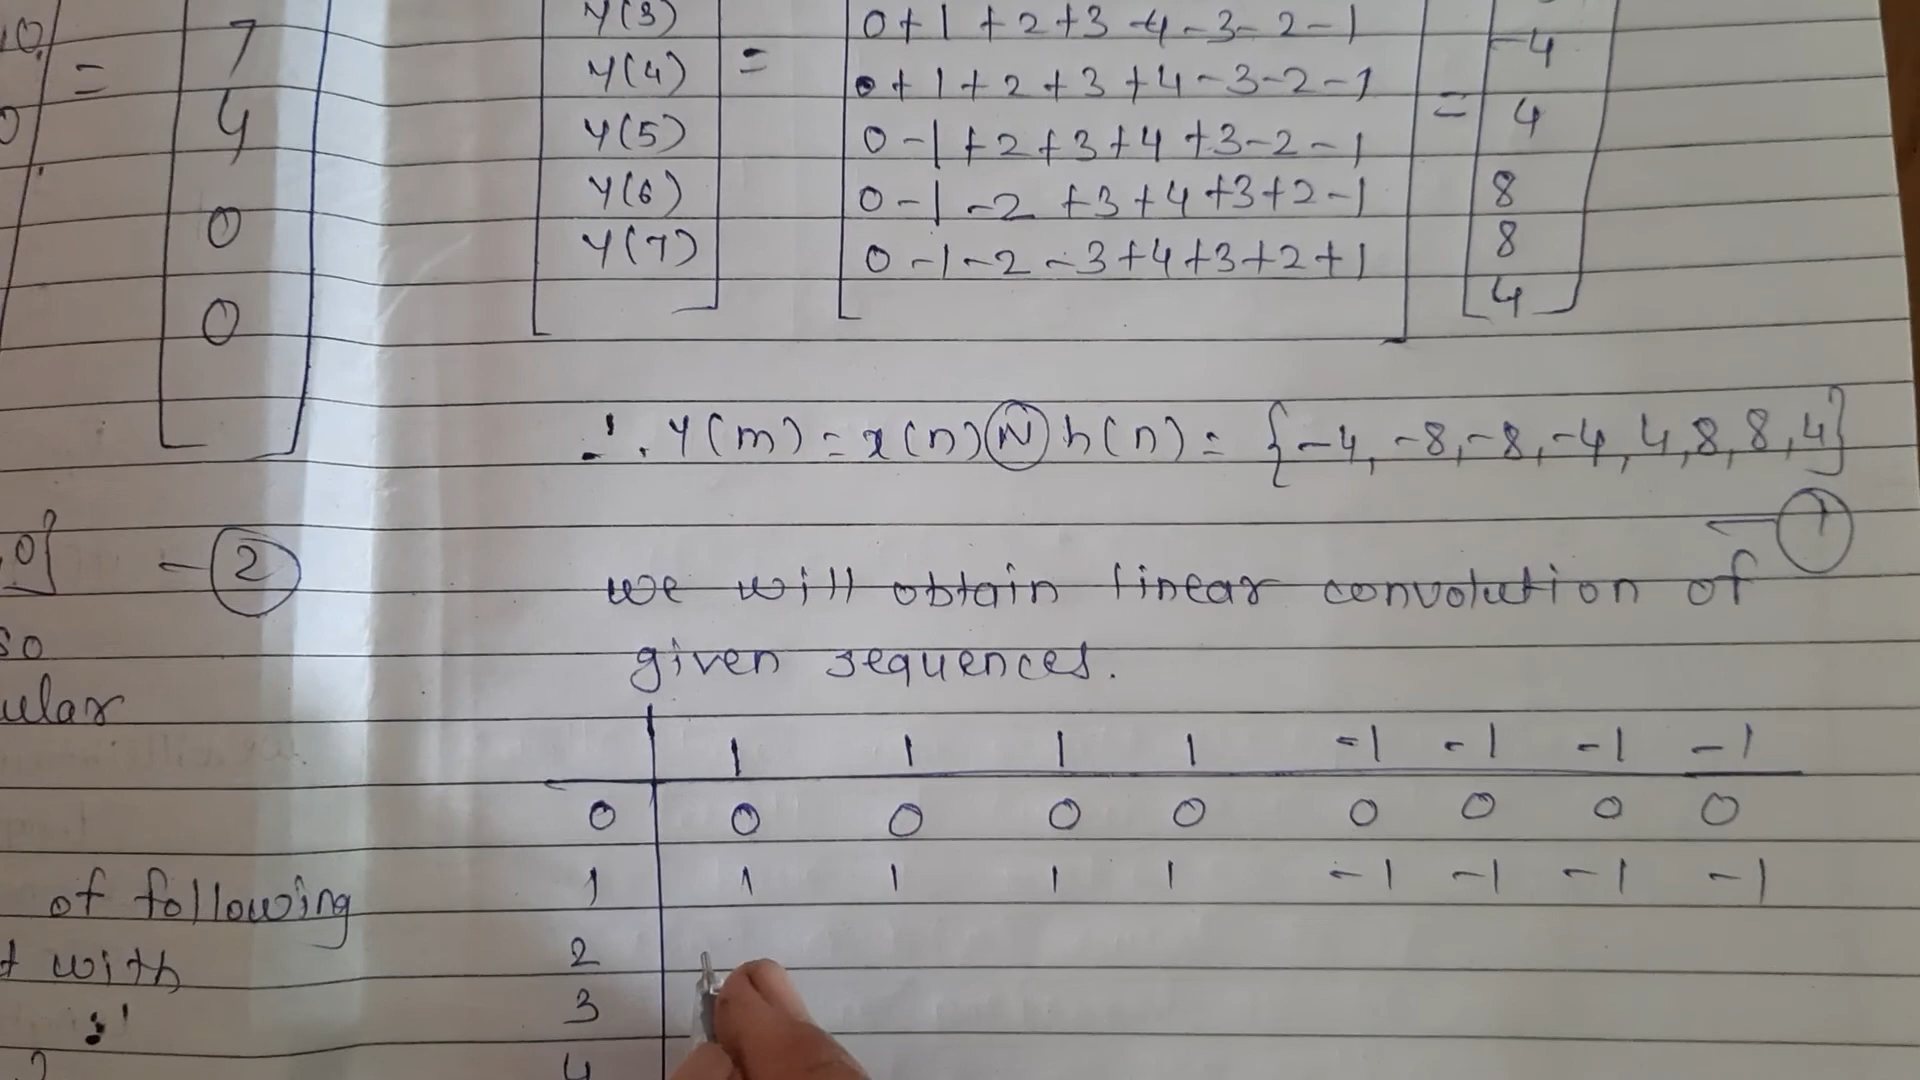 10 = 7
0 4
0
0
Y(3) 0+1+2+3-4-3-2-1 -4
Y(4) = 0+1+2+3+4-3-2-1 = 4
Y(5) 0-1+2+3+4+3-2-1 8
Y(6) 0-1-2+3+4+3+2-1 8
Y(7) 0-1-2-3+4+3+2+1 4
∴ Y(m) = x(n) Ⓝ h(n) = {-4, -8, -8, -4, 4, 8, 8, 4}
— ①
0} - ②
we will obtain linear convolution of
given sequences.
so
ular
1 1 1 1 -1 -1 -1 -1
0 0 0 0 0 0 0 0 0
1 1 1 1 1 -1 -1 -1 -1
2
3
4
of following
with